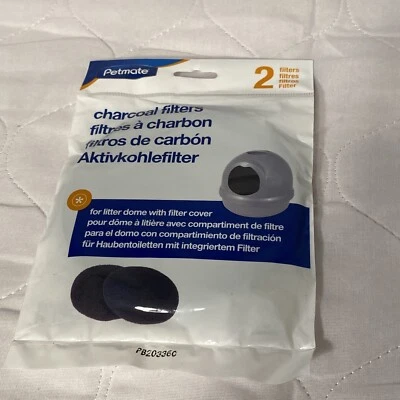 Petmate
2
filters
filtres
filtros
Filter
charcoal filters
filtres à charbon
filtros de carbón
Aktivkohlefilter
for litter dome with filter cover
pour dôme à litière avec compartiment de filtre
para el domo con compartimiento de filtración
für Haubentoiletten mit integriertem Filter
PB20336C